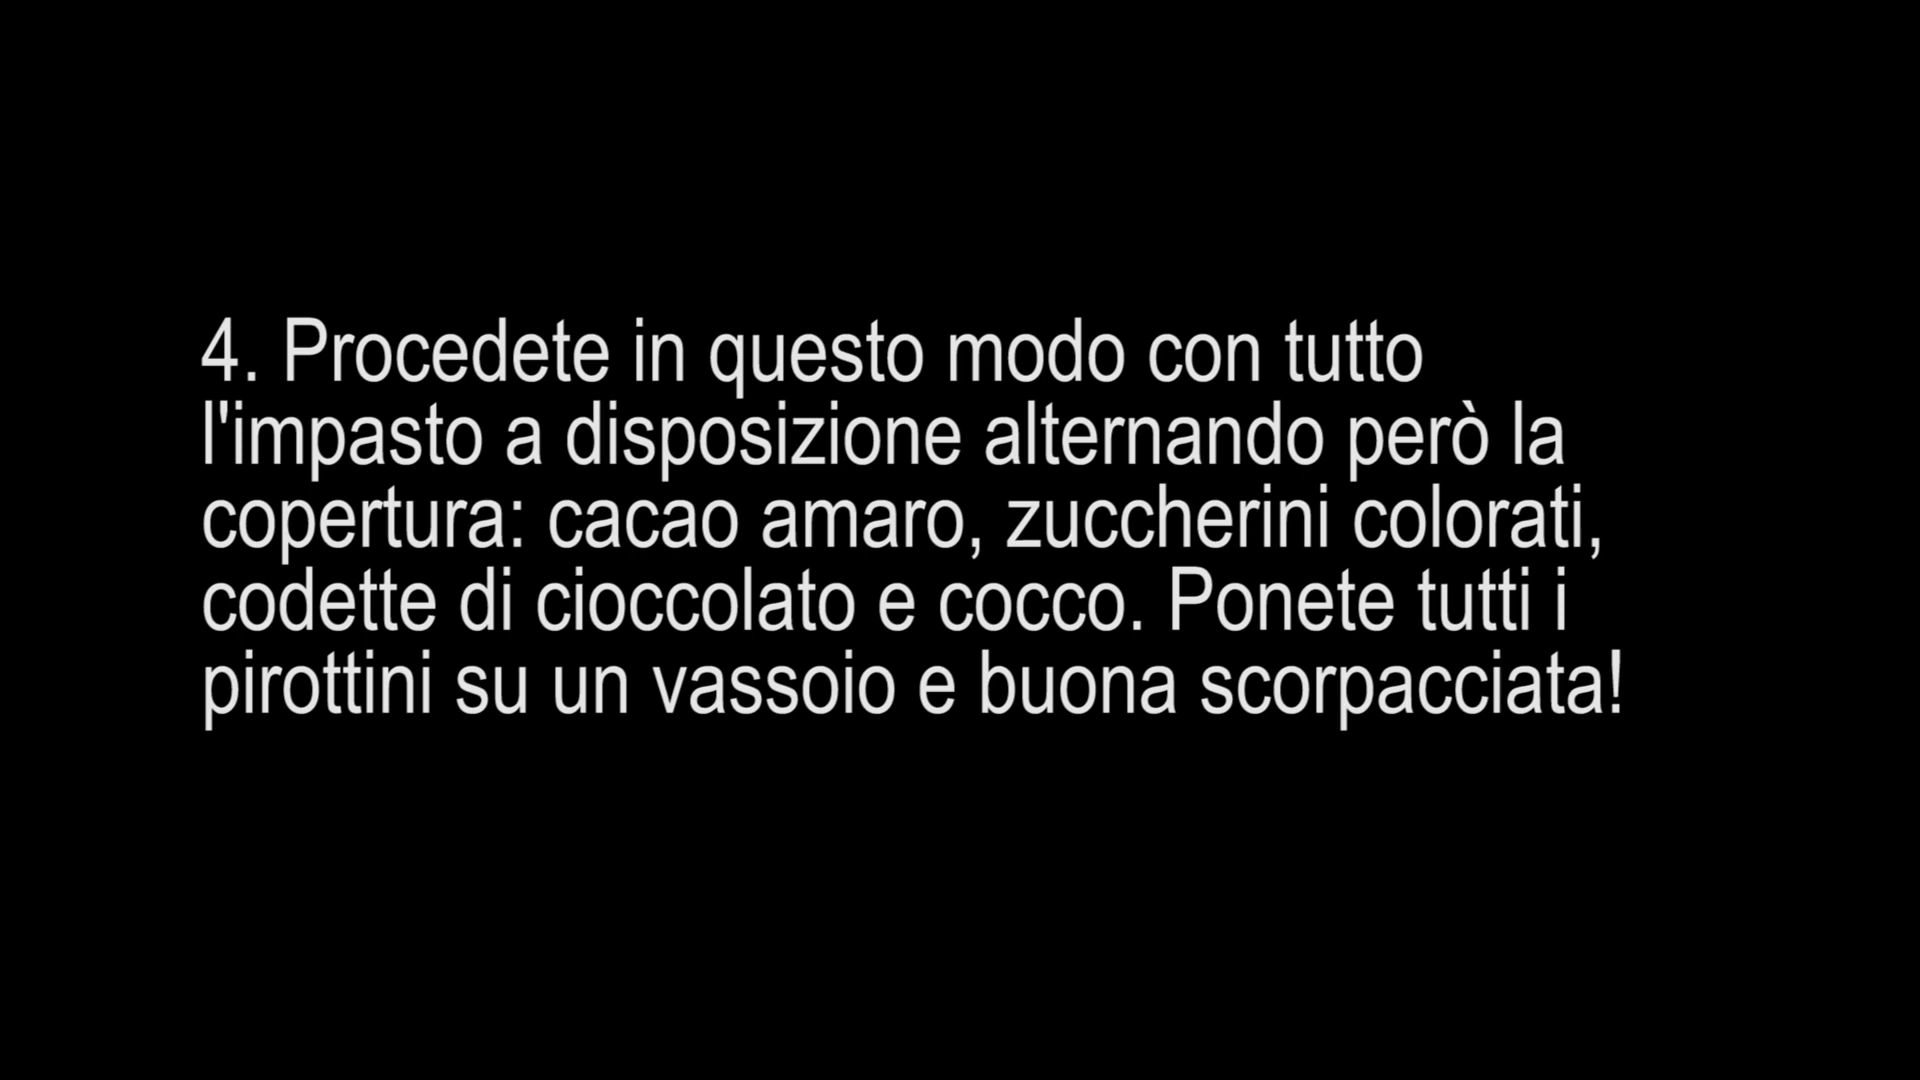 4. Procedete in questo modo con tutto
l'impasto a disposizione alternando però la
copertura: cacao amaro, zuccherini colorati,
codette di cioccolato e cocco. Ponete tutti i
pirottini su un vassoio e buona scorpacciata!